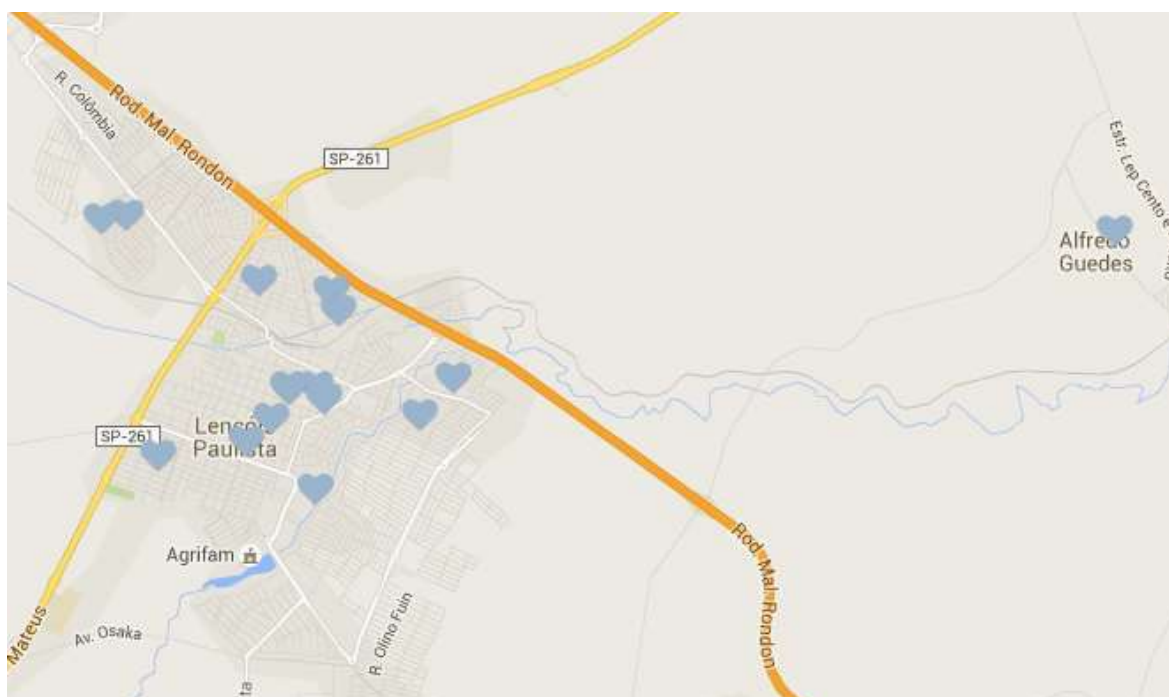 R. Colômbia
Rod. Mal. Rondon
SP-261
Estr. Lep Cento e
Alfredo
Guedes
SP-261
Paulista
Agrifam
Rod. Mal. Rondon
R. Olino Fuin
Av. Osaka
Mateus
ta